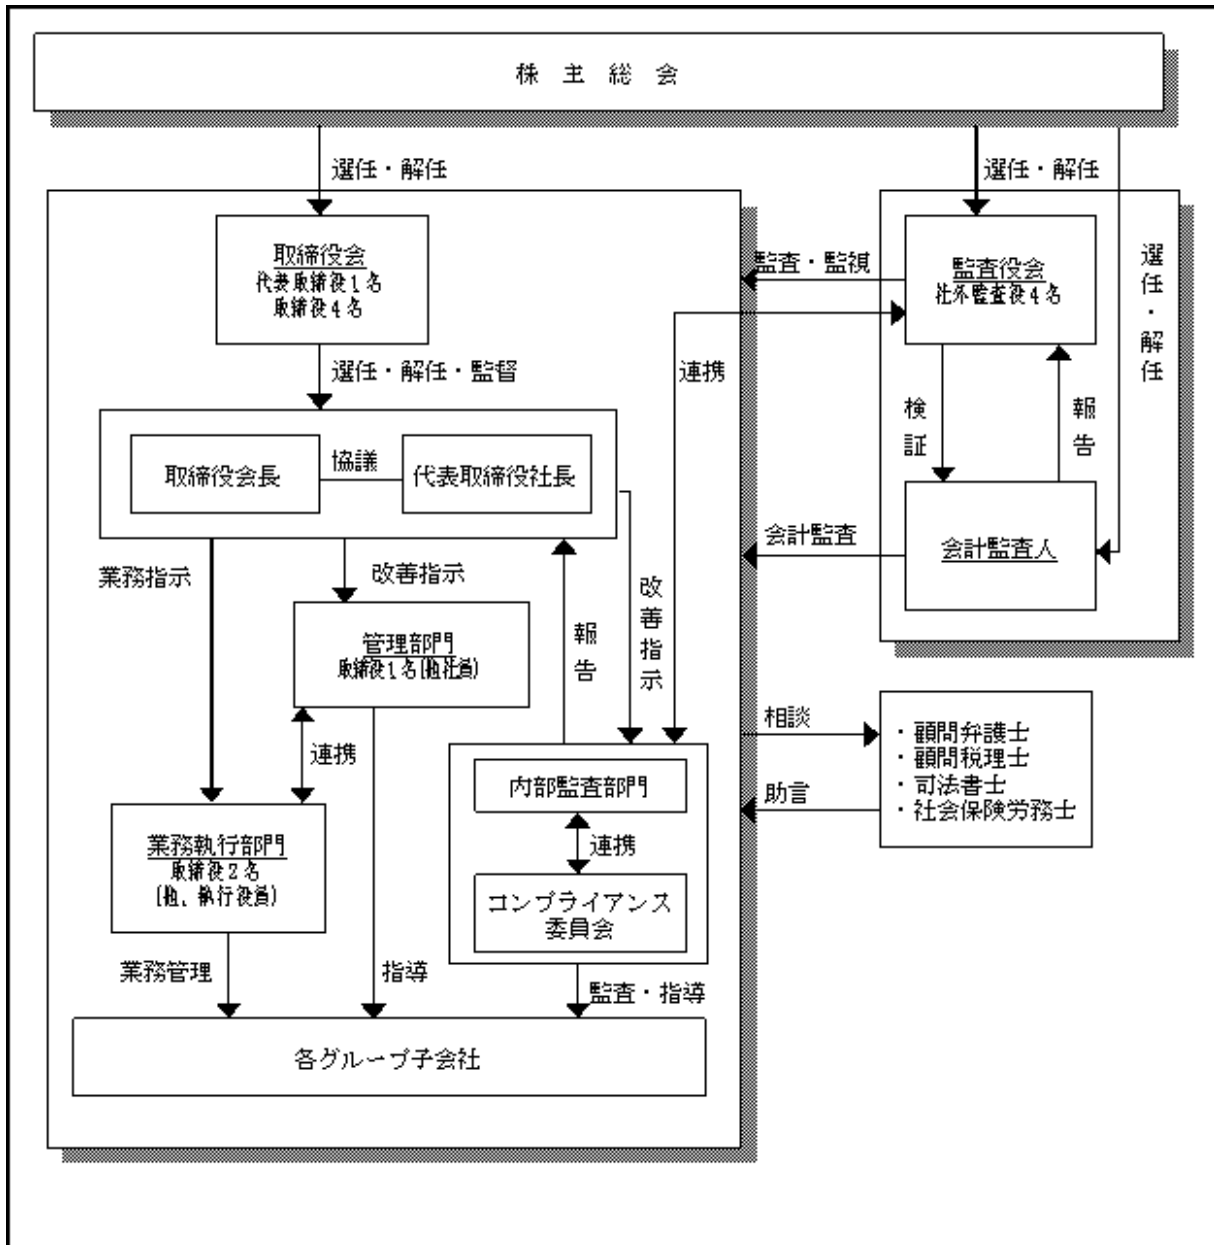 株主総会
選任・解任
選任・解任
選任・解任
取締役会
代表取締役1名
取締役4名
監査・監視
監査役会
社外監査役4名
連携
選任・解任・監督
検証
報告
取締役会長
協議
代表取締役社長
会計監査
会計監査人
業務指示
改善指示
報告
改善指示
管理部門
取締役1名(他社員)
連携
相談
助言
・顧問弁護士
・顧問税理士
・司法書士
・社会保険労務士
内部監査部門
連携
コンプライアンス
委員会
業務執行部門
取締役2名
(他、執行役員)
業務管理
指導
監査・指導
各グループ子会社